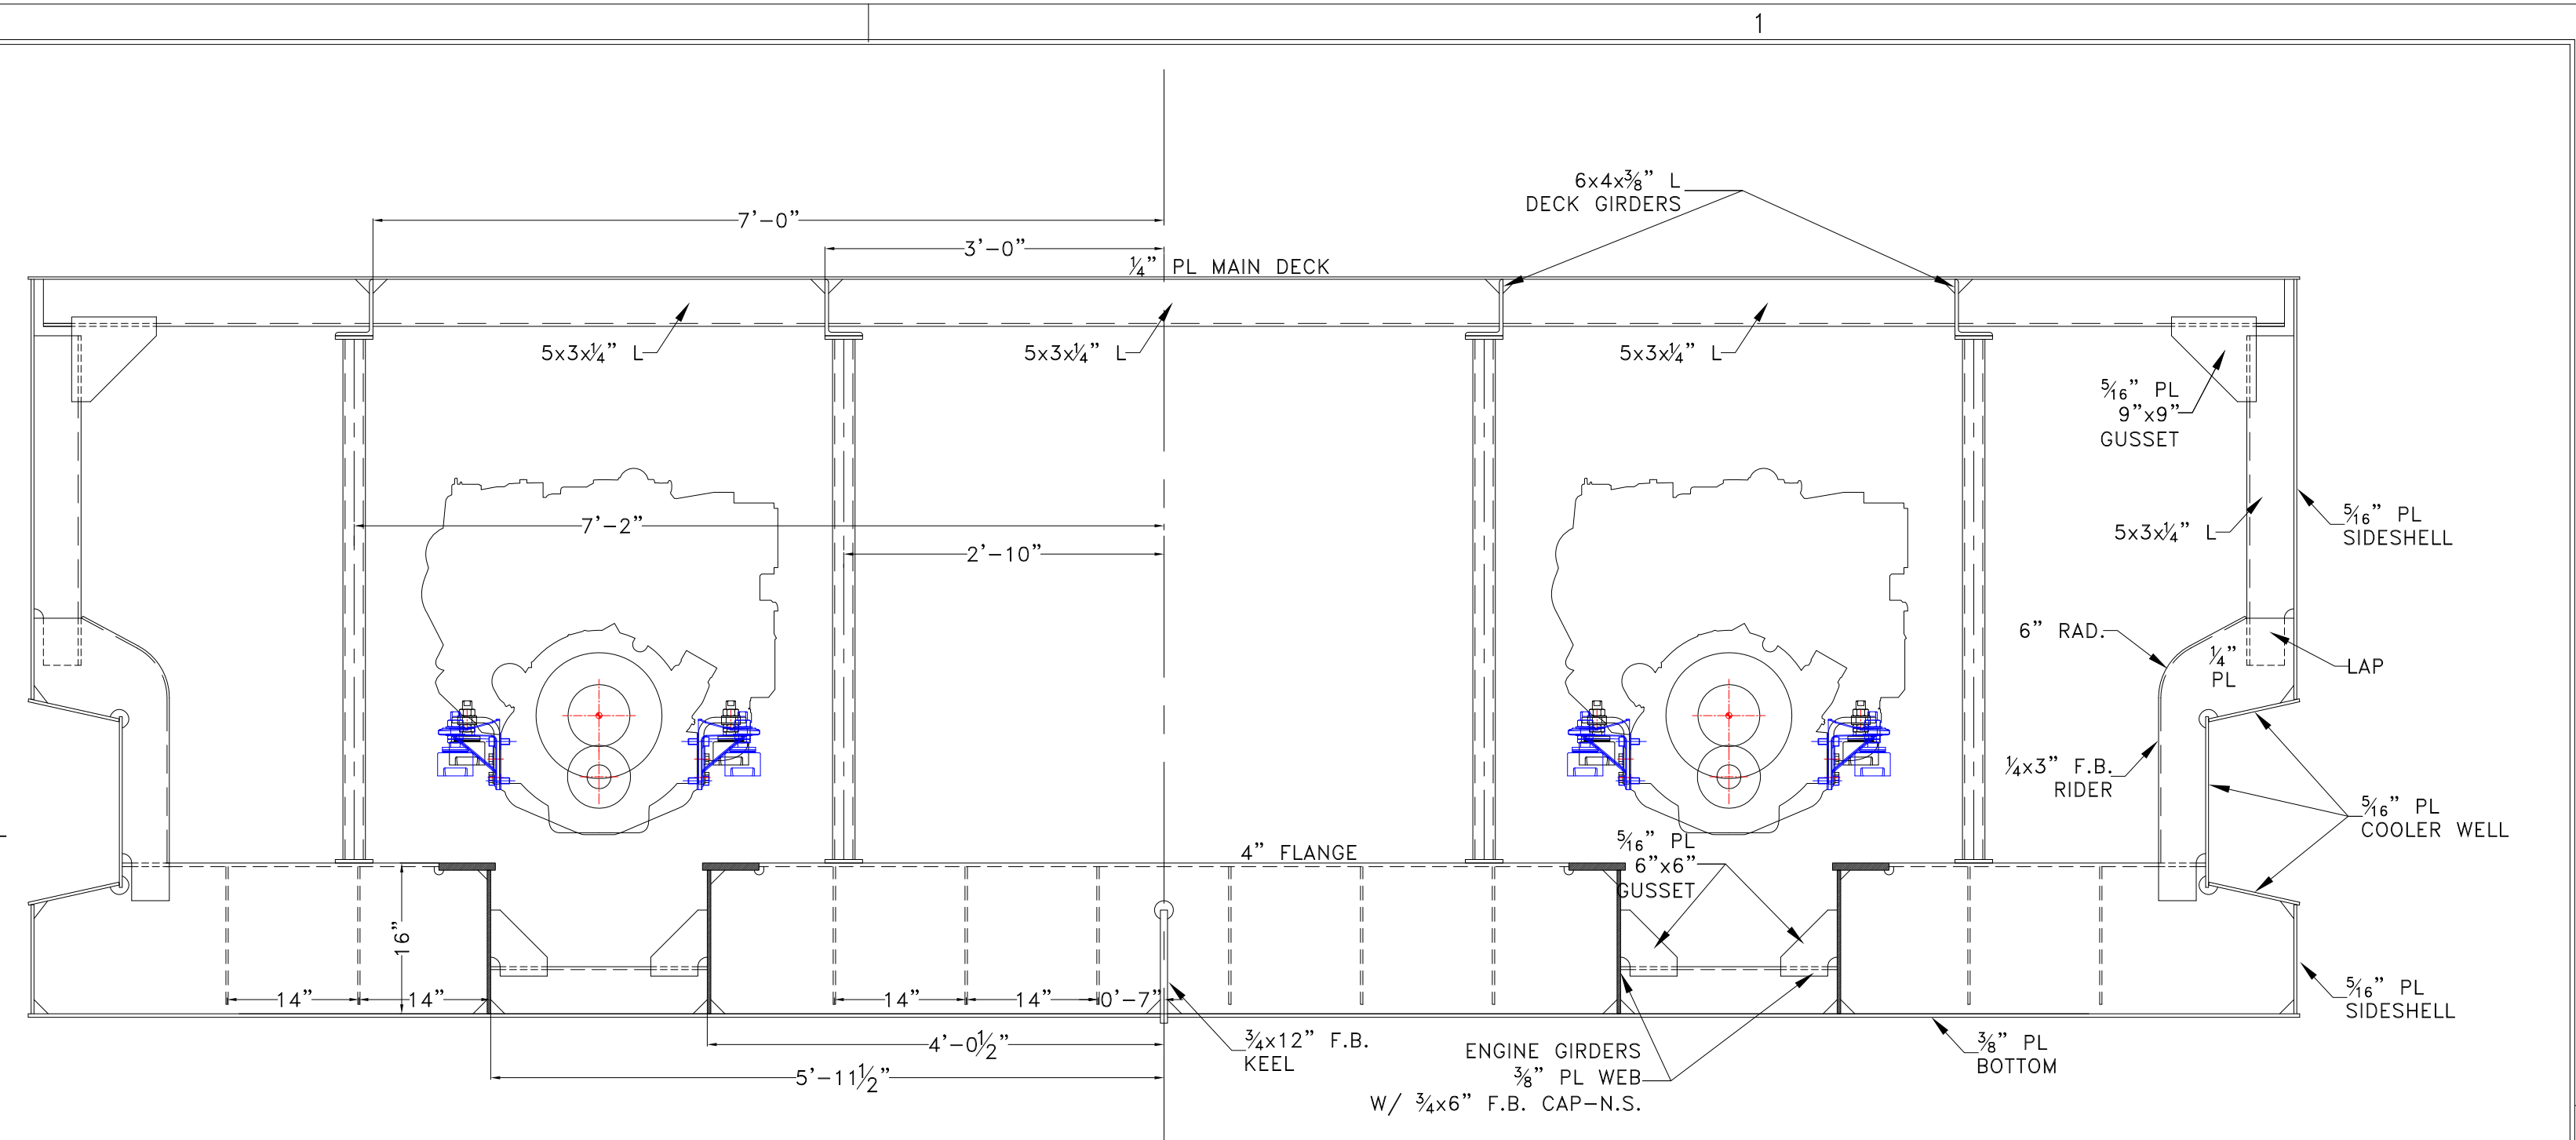 1
6x4x⅜” L
DECK GIRDERS
7’-0”
3’-0”
¼” PL MAIN DECK
5x3x¼” L
5x3x¼” L
5x3x¼” L
5⁄16” PL
9”x9”
GUSSET
7’-2”
2’-10”
5x3x¼” L
5⁄16” PL
SIDESHELL
6” RAD.
¼”
PL
LAP
¼x3” F.B.
RIDER
5⁄16” PL
COOLER WELL
4” FLANGE
5⁄16” PL
6”x6”
GUSSET
16”
14”
14”
14”
14”
0’-7”
5⁄16” PL
SIDESHELL
4’-0½”
¾x12” F.B.
KEEL
5’-11½”
ENGINE GIRDERS
⅜” PL WEB
W/ ¾x6” F.B. CAP-N.S.
⅜” PL
BOTTOM